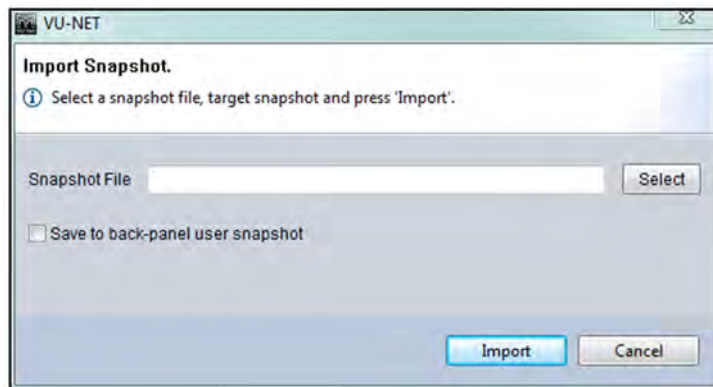 VU-NET
Import Snapshot.
Select a snapshot file, target snapshot and press 'Import'.
Snapshot File
Select
Save to back-panel user snapshot
Import
Cancel